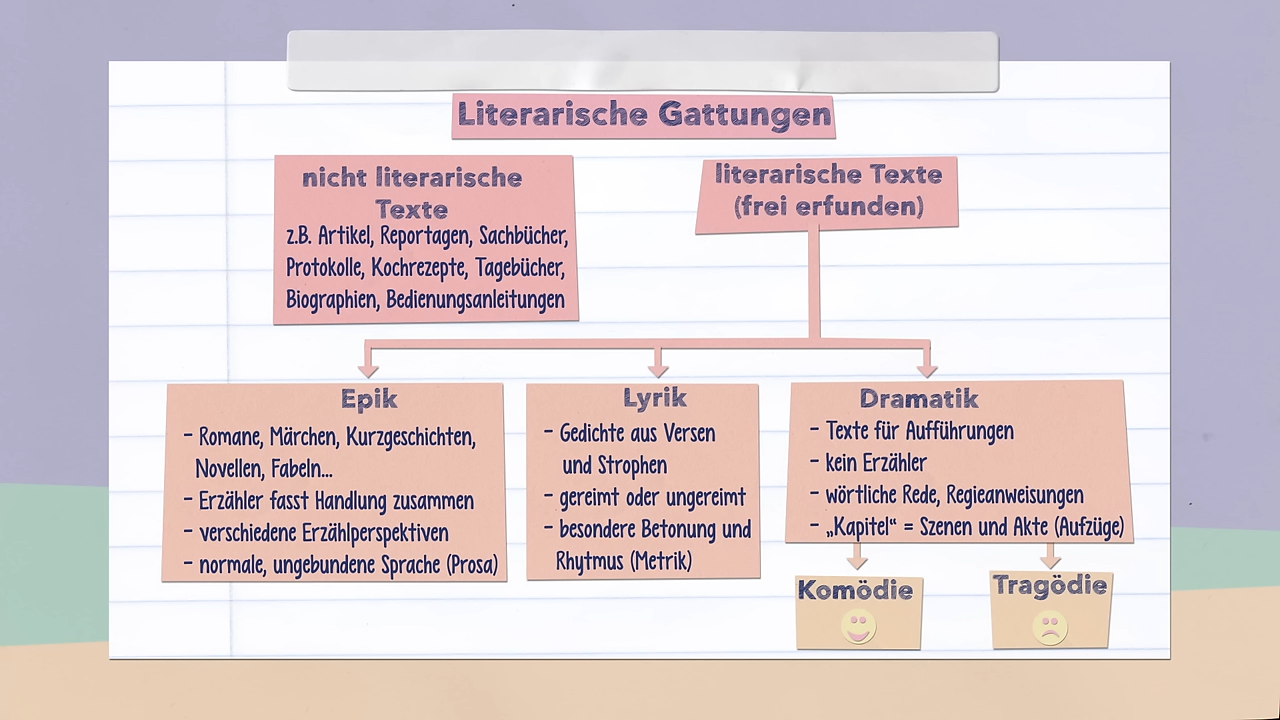 Literarische Gattungen
nicht literarische
Texte
z.B. Artikel, Reportagen, Sachbücher,
Protokolle, Kochrezepte, Tagebücher,
Biographien, Bedienungsanleitungen
literarische Texte
(frei erfunden)
Epik
- Romane, Märchen, Kurzgeschichten,
Novellen, Fabeln...
- Erzähler fasst Handlung zusammen
- verschiedene Erzählperspektiven
- normale, ungebundene Sprache (Prosa)
Lyrik
- Gedichte aus Versen
und Strophen
- gereimt oder ungereimt
- besondere Betonung und
Rhytmus (Metrik)
Dramatik
- Texte für Aufführungen
- kein Erzähler
- wörtliche Rede, Regieanweisungen
- „Kapitel“ = Szenen und Akte (Aufzüge)
Komödie
Tragödie